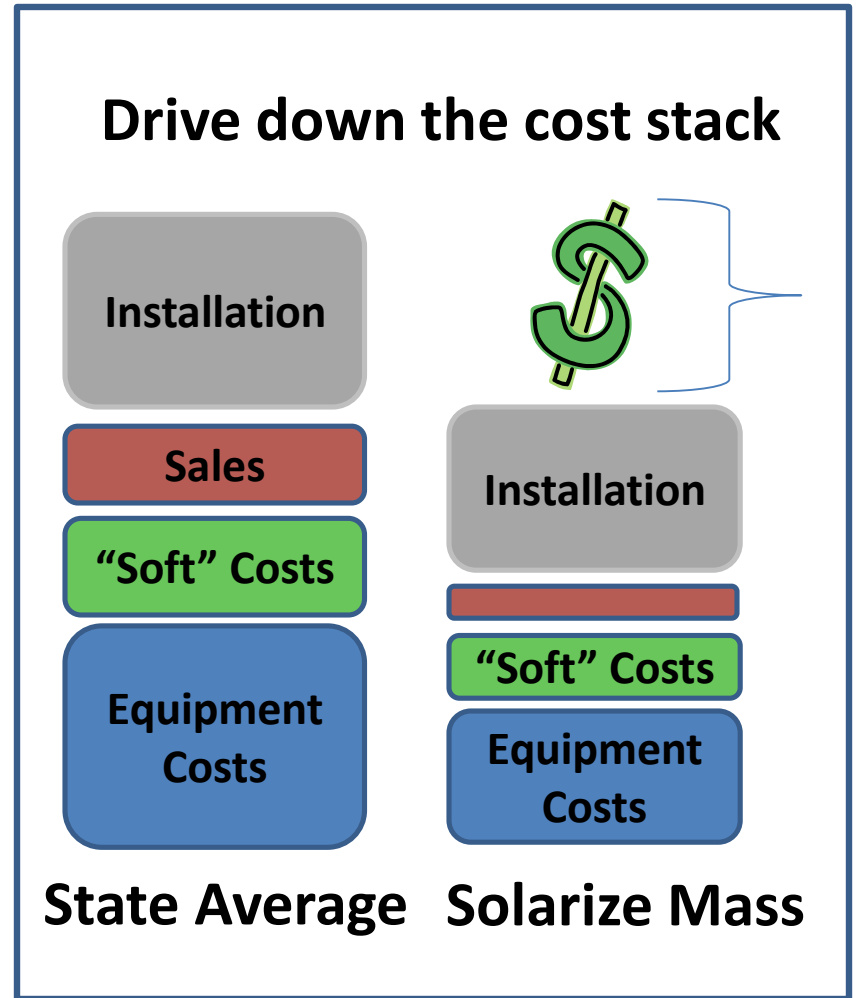 Drive down the cost stack
Installation
Sales
“Soft” Costs
Equipment
Costs
State Average
Installation
“Soft” Costs
Equipment
Costs
Solarize Mass